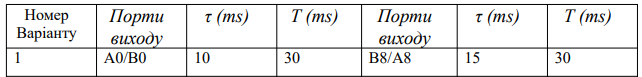 Номер Варіанту | Порти виходу | τ (ms) | T (ms) | Порти виходу | τ (ms) | T (ms)
1 | A0/B0 | 10 | 30 | B8/A8 | 15 | 30